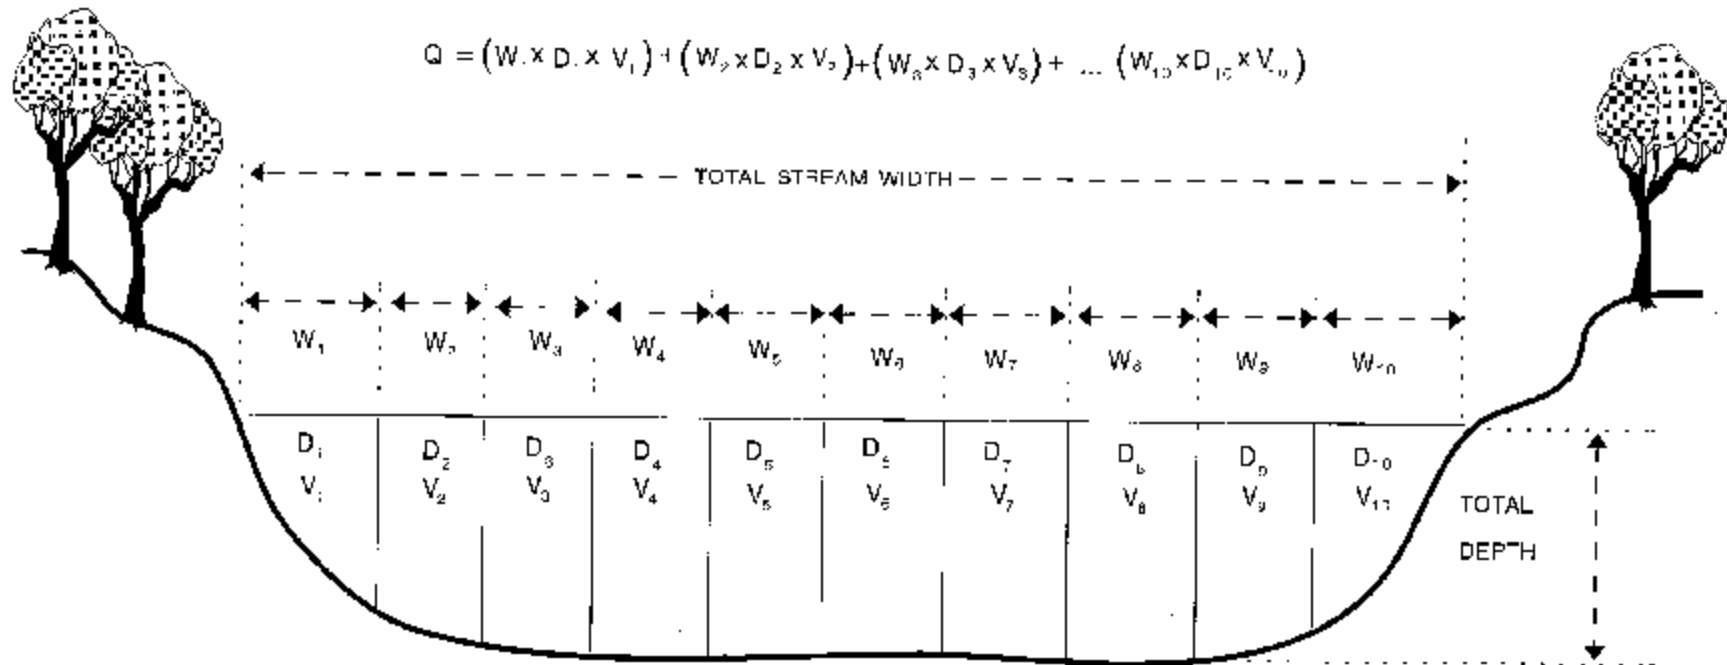 Q = (W₁ x D₁ x V₁) + (W₂ x D₂ x V₂) + (W₃ x D₃ x V₃) + ... (W₁₀ x D₁₀ x V₁₀)
TOTAL STREAM WIDTH
W₁ W₂ W₃ W₄ W₅ W₆ W₇ W₈ W₉ W₁₀
D₁ D₂ D₃ D₄ D₅ D₆ D₇ D₈ D₉ D₁₀
V₁ V₂ V₃ V₄ V₅ V₆ V₇ V₈ V₉ V₁₀
TOTAL
DEPTH